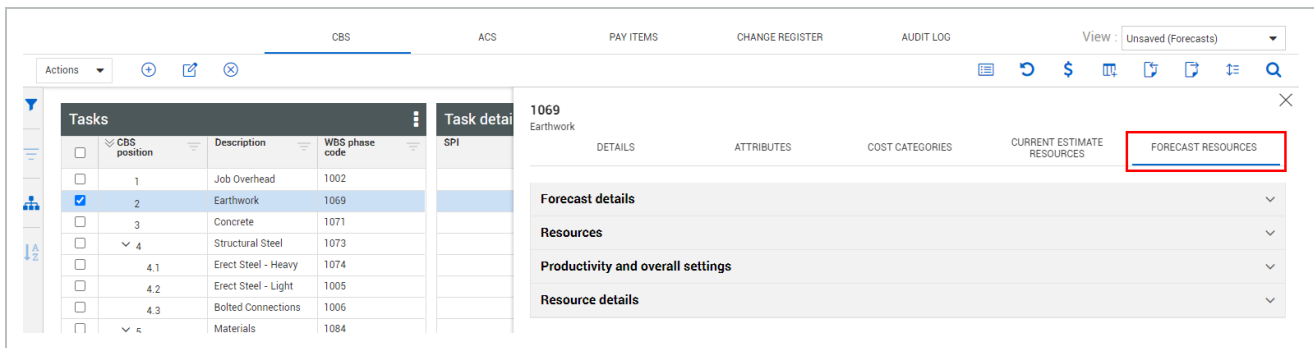 CBS ACS PAY ITEMS CHANGE REGISTER AUDIT LOG View : Unsaved (Forecasts)
Actions
Tasks
CBS position Description WBS phase code
1 Job Overhead 1002
2 Earthwork 1069
3 Concrete 1071
4 Structural Steel 1073
4.1 Erect Steel - Heavy 1074
4.2 Erect Steel - Light 1005
4.3 Bolted Connections 1006
5 Materials 1084
Task detai
SPI
1069
Earthwork
DETAILS ATTRIBUTES COST CATEGORIES CURRENT ESTIMATE RESOURCES FORECAST RESOURCES
Forecast details
Resources
Productivity and overall settings
Resource details